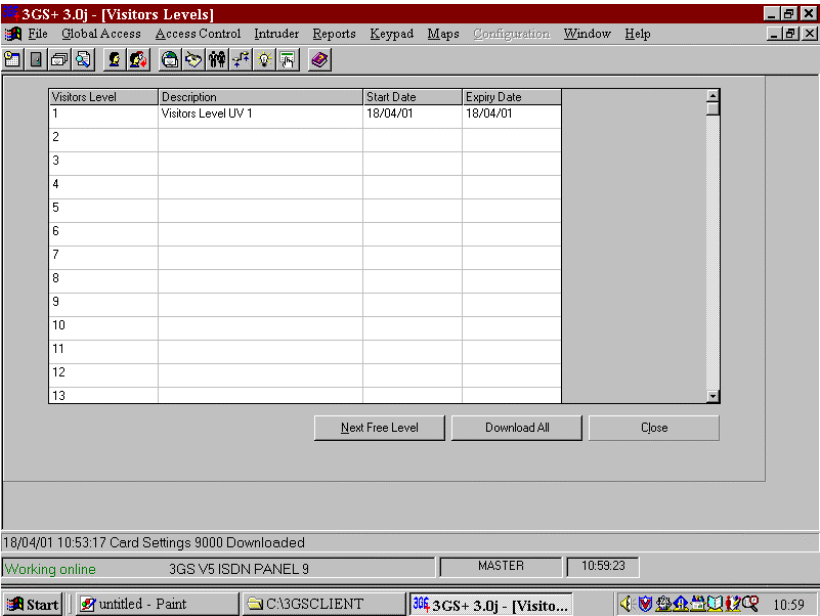 3GS+ 3.0j - [Visitors Levels]
File Global Access Access Control Intruder Reports Keypad Maps Configuration Window Help
Visitors Level Description Start Date Expiry Date
1 Visitors Level UV 1 18/04/01 18/04/01
2
3
4
5
6
7
8
9
10
11
12
13
Next Free Level Download All Close
18/04/01 10:53:17 Card Settings 9000 Downloaded
Working online 3GS V5 ISDN PANEL 9 MASTER 10:59:23
Start untitled - Paint C:\3GSCLIENT 3GS+ 3.0j - [Visito... 10:59